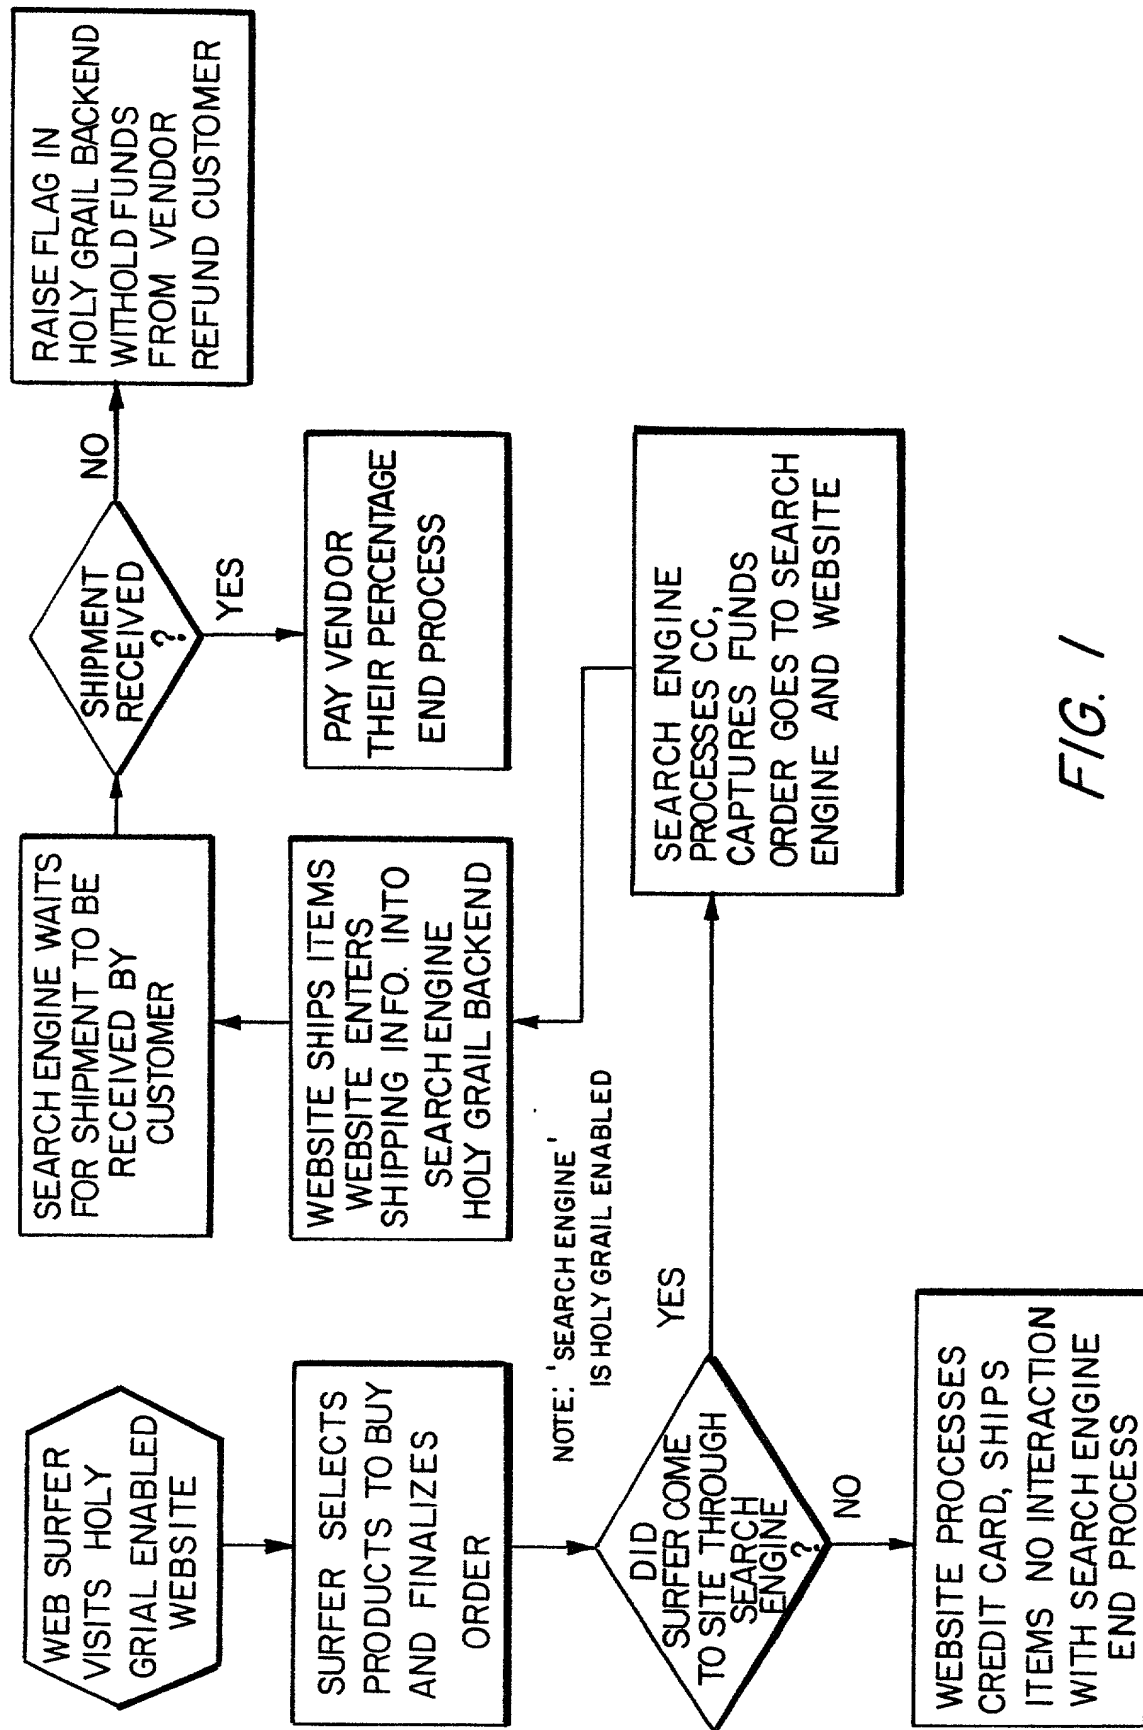 WEB SURFER
VISITS HOLY
GRIAL ENABLED
WEBSITE
SURFER SELECTS
PRODUCTS TO BUY
AND FINALIZES
ORDER
DID
SURFER COME
TO SITE THROUGH
SEARCH
ENGINE
?
NO
WEBSITE PROCESSES
CREDIT CARD, SHIPS
ITEMS NO INTERACTION
WITH SEARCH ENGINE
END PROCESS
YES
NOTE: 'SEARCH ENGINE'
IS HOLY GRAIL ENABLED
SEARCH ENGINE
PROCESSES CC,
CAPTURES FUNDS
ORDER GOES TO SEARCH
ENGINE AND WEBSITE
WEBSITE SHIPS ITEMS
WEBSITE ENTERS
SHIPPING INFO. INTO
SEARCH ENGINE
HOLY GRAIL BACKEND
SEARCH ENGINE WAITS
FOR SHIPMENT TO BE
RECEIVED BY
CUSTOMER
SHIPMENT
RECEIVED
?
YES
PAY VENDOR
THEIR PERCENTAGE
END PROCESS
NO
RAISE FLAG IN
HOLY GRAIL BACKEND
WITHOLD FUNDS
FROM VENDOR
REFUND CUSTOMER
FIG. 1